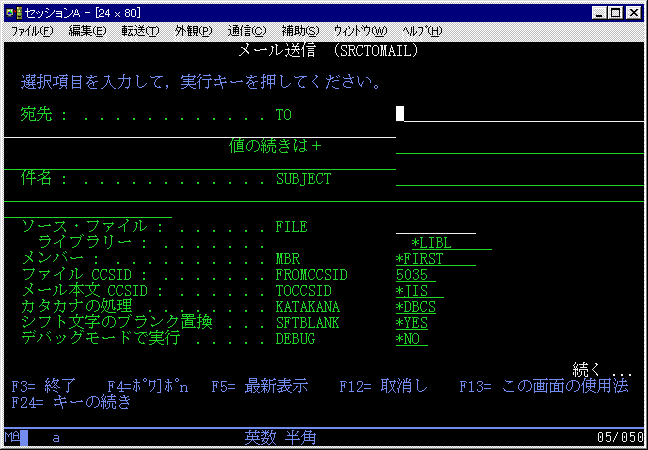 セッションA - [24 x 80]
ファイル(F) 編集(E) 転送(T) 外観(P) 通信(C) 補助(S) ウィンドウ(W) ヘルプ(H)
メール送信 (SRCTOMAIL)
選択項目を入力して,実行キーを押してください。
宛先 : . . . . . . . . . . . . TO
値の続きは+
件名 : . . . . . . . . . . . . SUBJECT
ソース・ファイル : . . . . . . FILE
ライブラリー : . . . . . . . *LIBL
メンバー : . . . . . . . . . . MBR *FIRST
ファイル CCSID : . . . . . . . FROMCCSID 5035
メール本文 CCSID : . . . . . . TOCCSID *JIS
カタカナの処理 . . . . . . . . KATAKANA *DBCS
シフト文字のブランク置換 . . . SFTBLANK *YES
デバッグモードで実行 . . . . . DEBUG *NO
続く ...
F3= 終了 F4=ﾎﾟﾜ]ﾎﾟn F5= 最新表示 F12= 取消し F13= この画面の使用法
F24= キーの続き
MA a 英数 半角 05/050